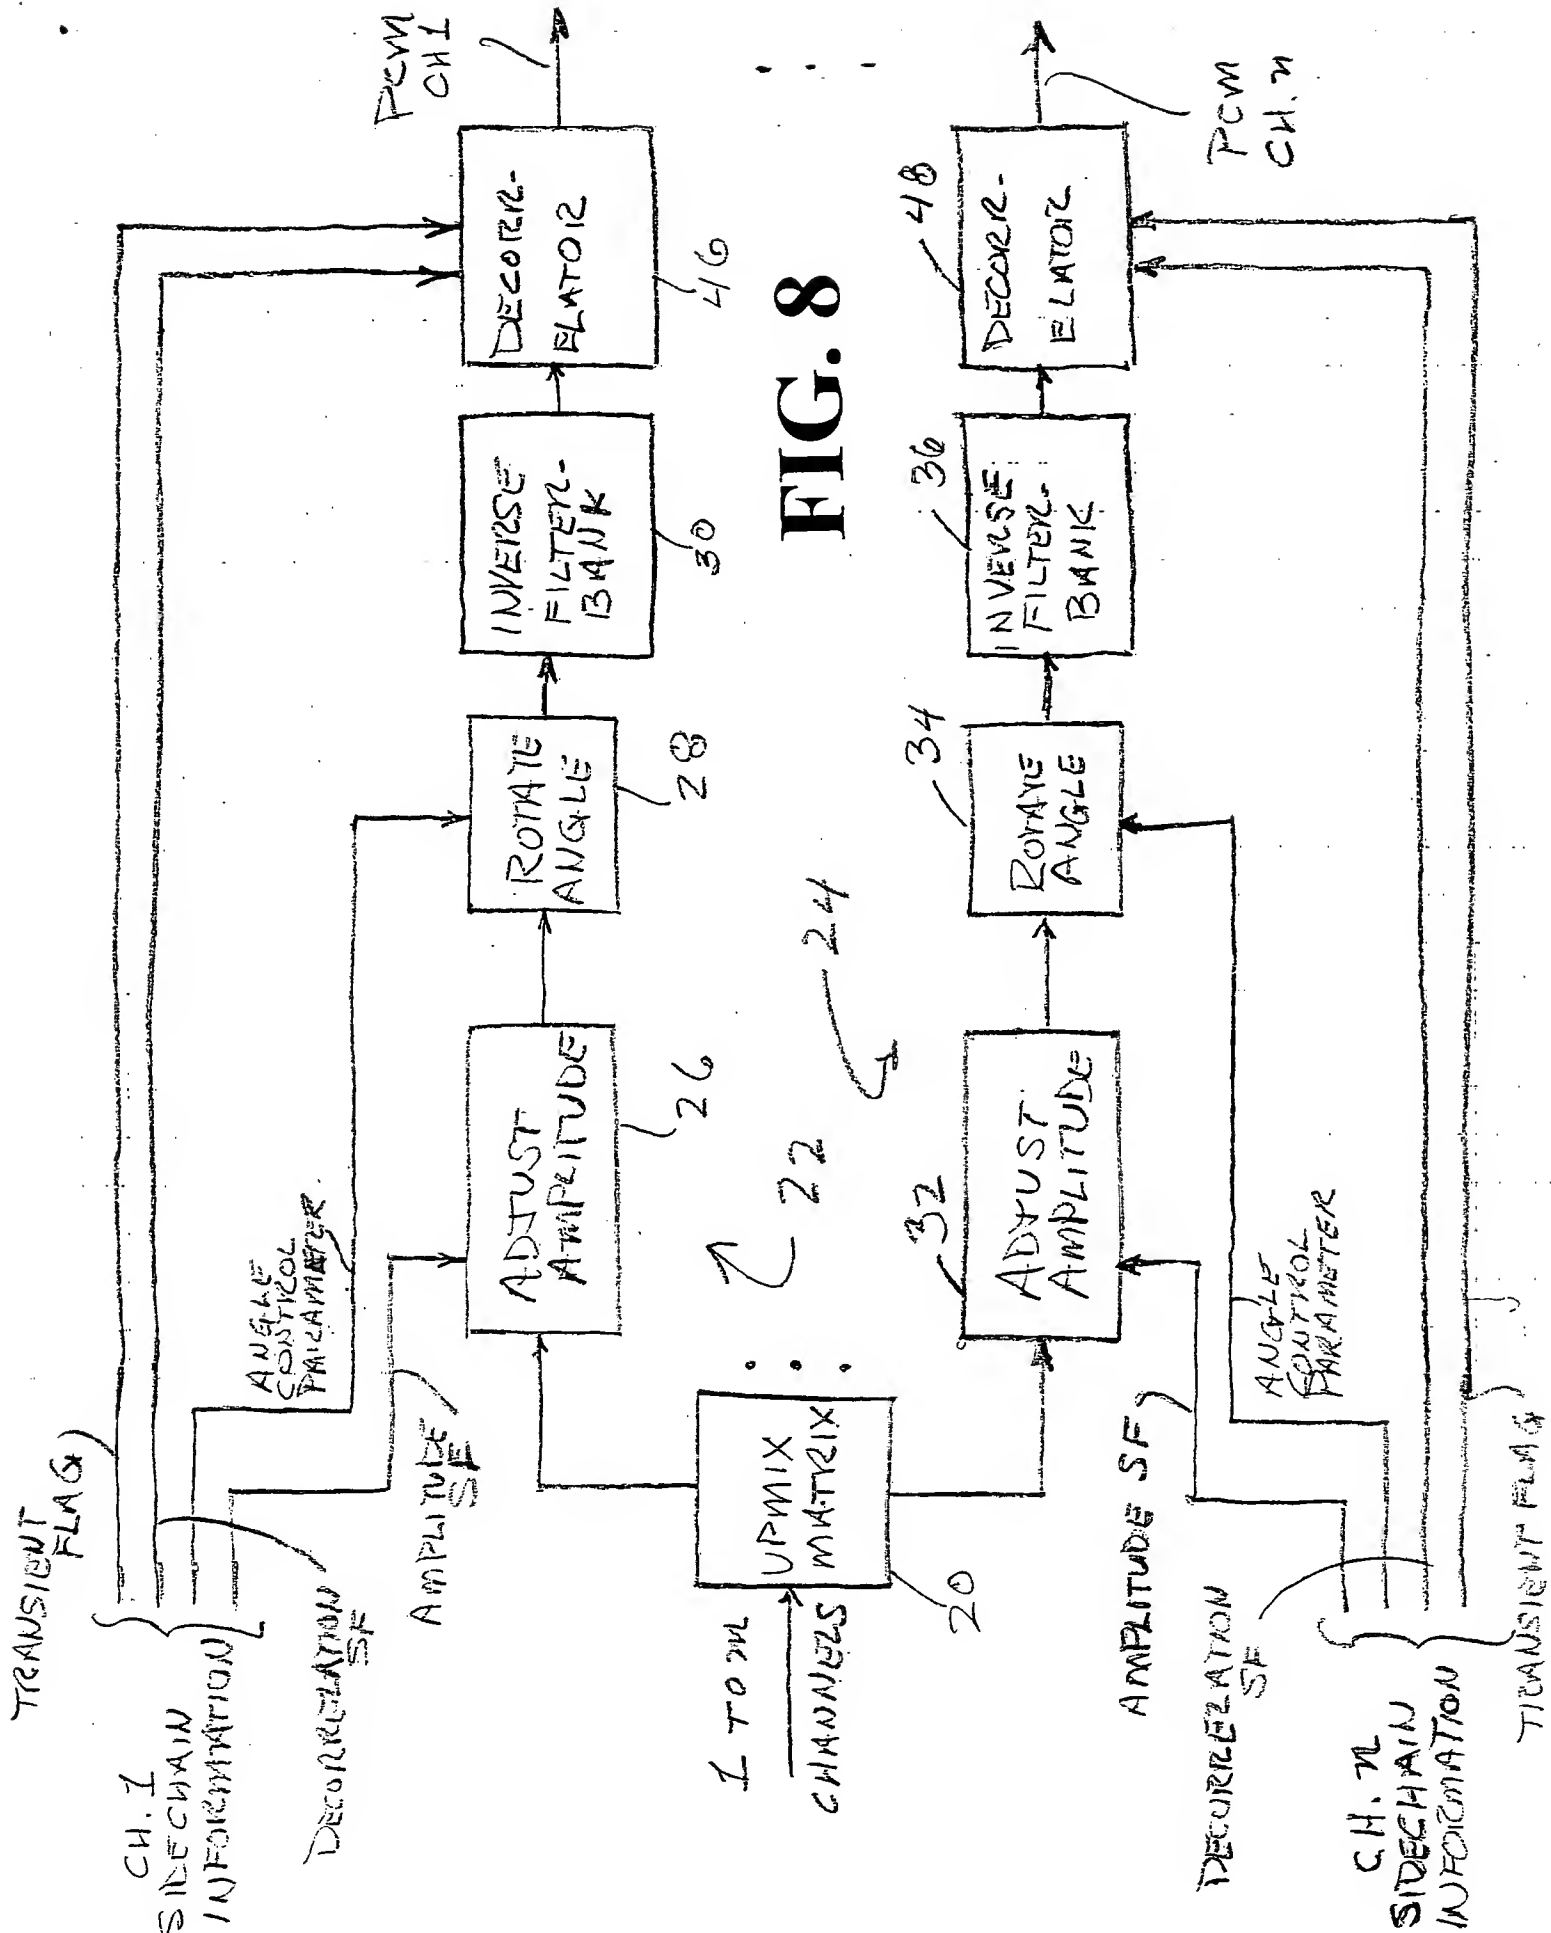 TRANSIENT
FLAG
CH. 1
SIDECHAIN
INFORMATION
DECORRELATION
SF
ANGLE
CONTROL
PARAMETER.
AMPLITUDE
SF
ADJUST
AMPLITUDE
26
ROTATE
ANGLE
28
INVERSE
FILTER-
BANK
30
DECORR-
ELATOR
46
PCM
CH 1
1 TO m
CHANNELS
UPMIX
MATRIX
20
22
24
FIG. 8
32
ADJUST
AMPLITUDE
34
ROTATE
ANGLE
36
INVERSE
FILTER-
BANK
48
DECORR-
ELATOR
PCM
CH. n
AMPLITUDE SF
ANGLE
CONTROL
PARAMETER
DECORRELATION
SF
CH. n
SIDECHAIN
INFORMATION
TRANSIENT FLAG